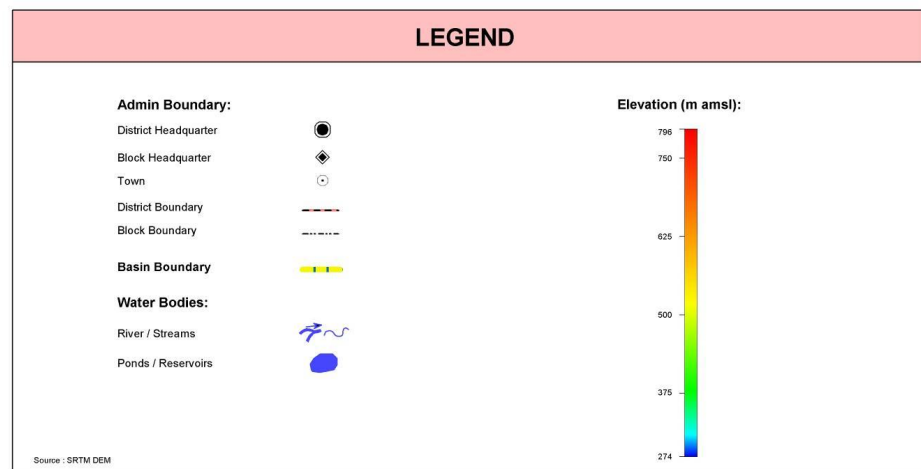 LEGEND
Admin Boundary:
District Headquarter
Block Headquarter
Town
District Boundary
Block Boundary
Basin Boundary
Water Bodies:
River / Streams
Ponds / Reservoirs
Source : SRTM DEM
Elevation (m amsl):
796
750
625
500
375
274